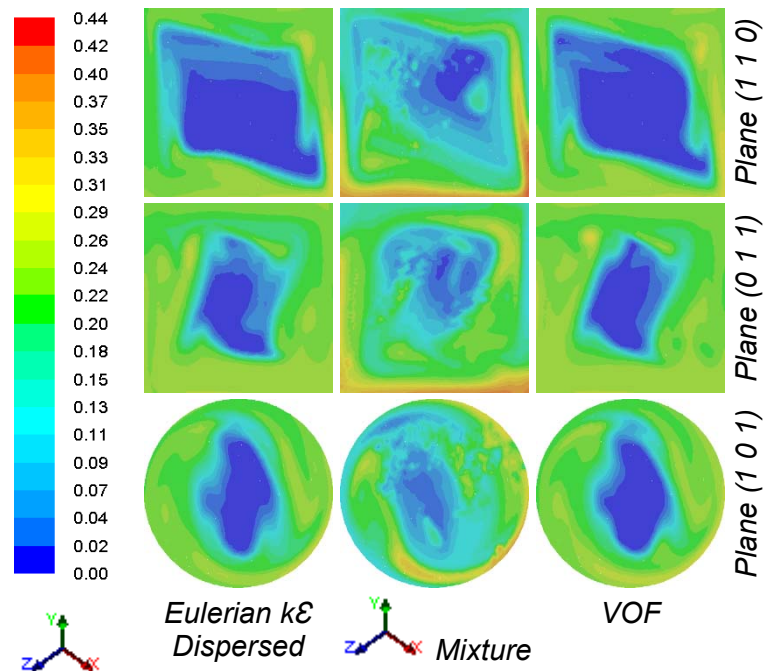 0.44
0.42
0.40
0.37
0.35
0.33
0.31
0.29
0.26
0.24
0.22
0.20
0.18
0.15
0.13
0.11
0.09
0.07
0.04
0.02
0.00
Plane (1 1 0)
Plane (0 1 1)
Plane (1 0 1)
Y
Z
X
Eulerian kε
Dispersed
Y
Z
X
Mixture
VOF